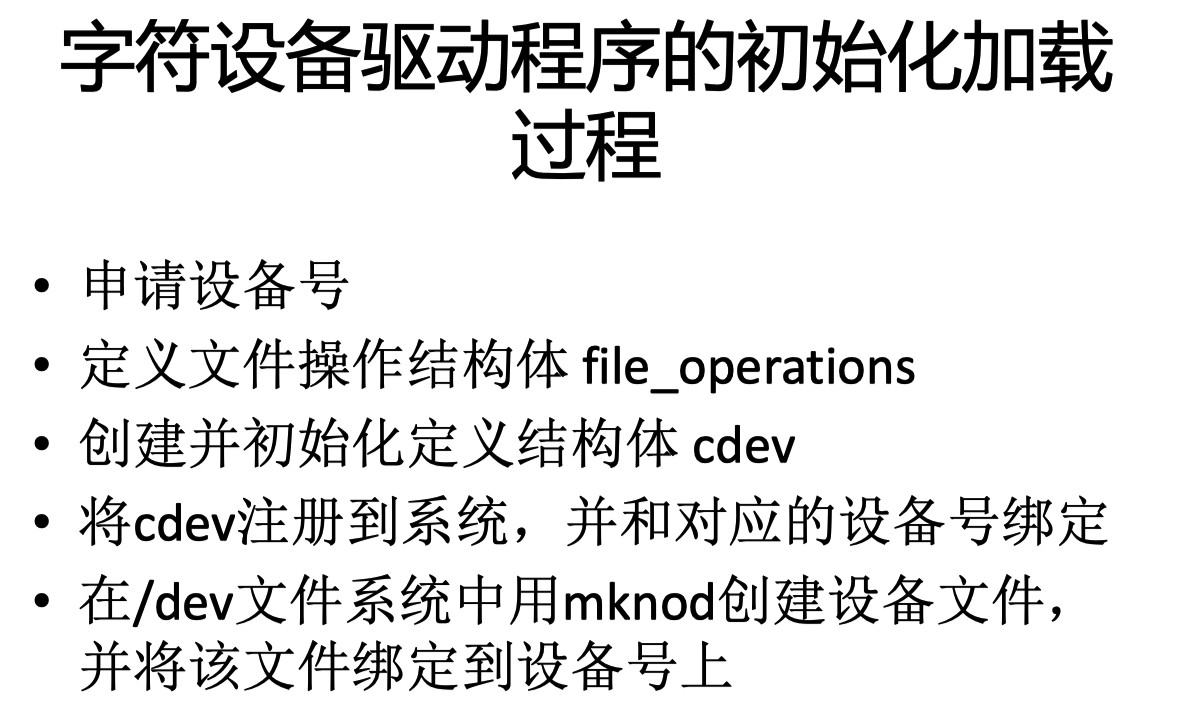 字符设备驱动程序的初始化加载
过程
• 申请设备号
• 定义文件操作结构体 file_operations
• 创建并初始化定义结构体 cdev
• 将cdev注册到系统，并和对应的设备号绑定
• 在/dev文件系统中用mknod创建设备文件，
并将该文件绑定到设备号上